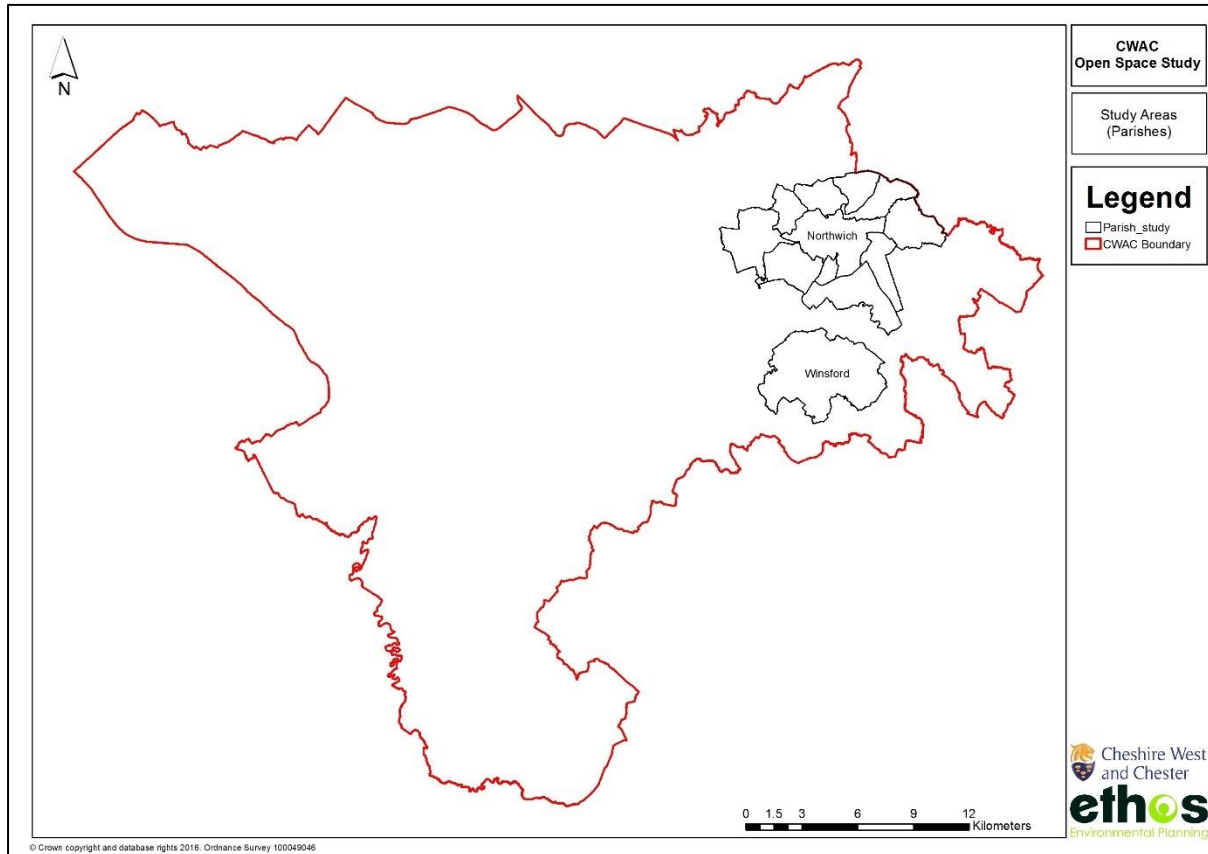 CWAC
Open Space Study
Study Areas
(Parishes)
Legend
Parish_study
CWAC Boundary
N
Northwich
Winsford
0 1.5 3 6 9 12
Kilometers
Cheshire West
and Chester
ethos
Environmental Planning
© Crown copyright and database rights 2016. Ordnance Survey 100049046